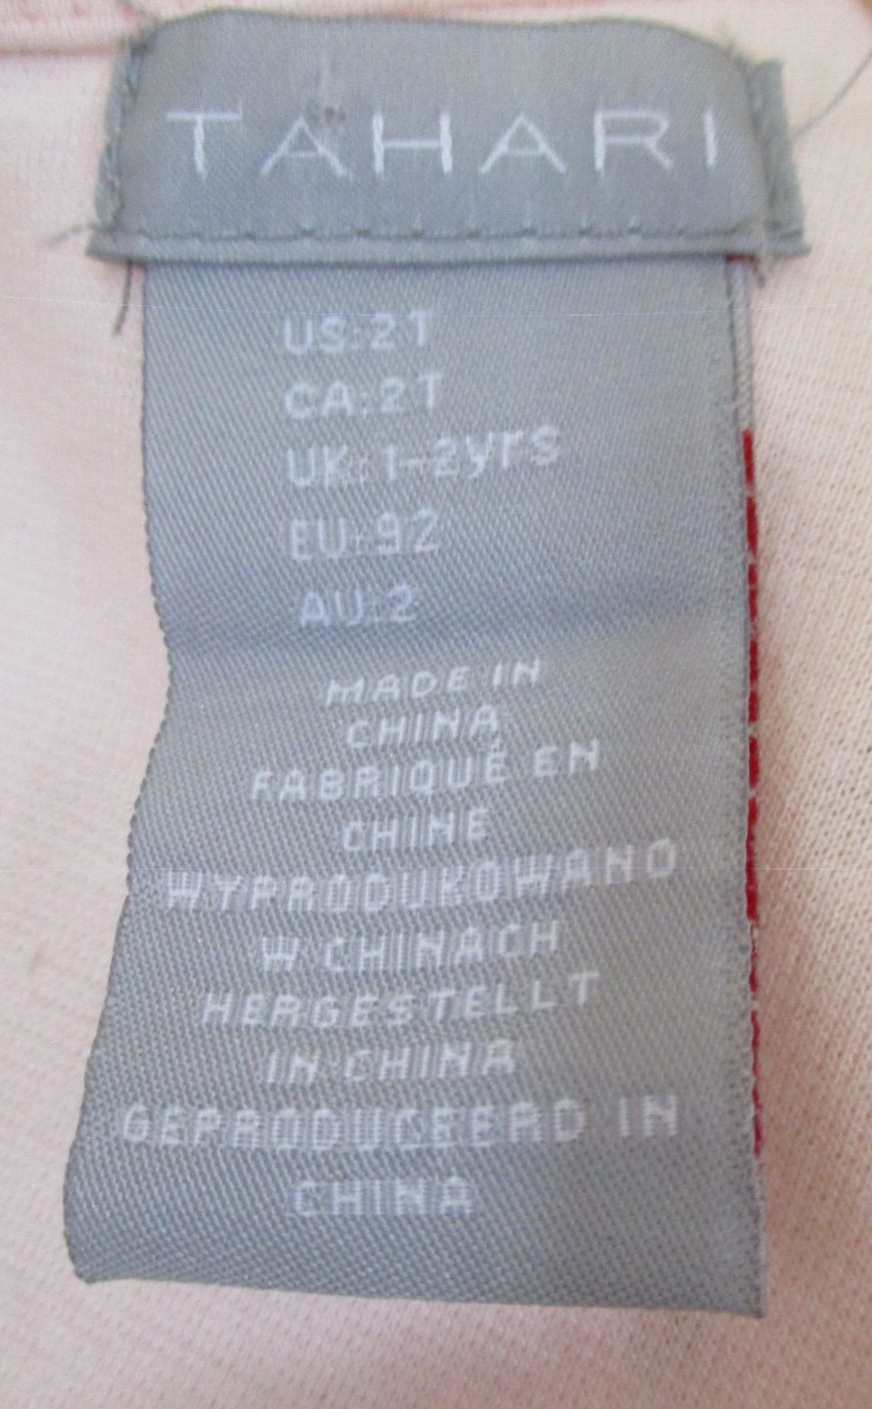 TAHARI
US:2T
CA:2T
UK:1-2yrs
EU:92
AU:2
MADE IN
CHINA
FABRIQUÉ EN
CHINE
WYPRODUKOWANO
W CHINACH
HERGESTELLT
IN CHINA
GEPRODUCEERD IN
CHINA